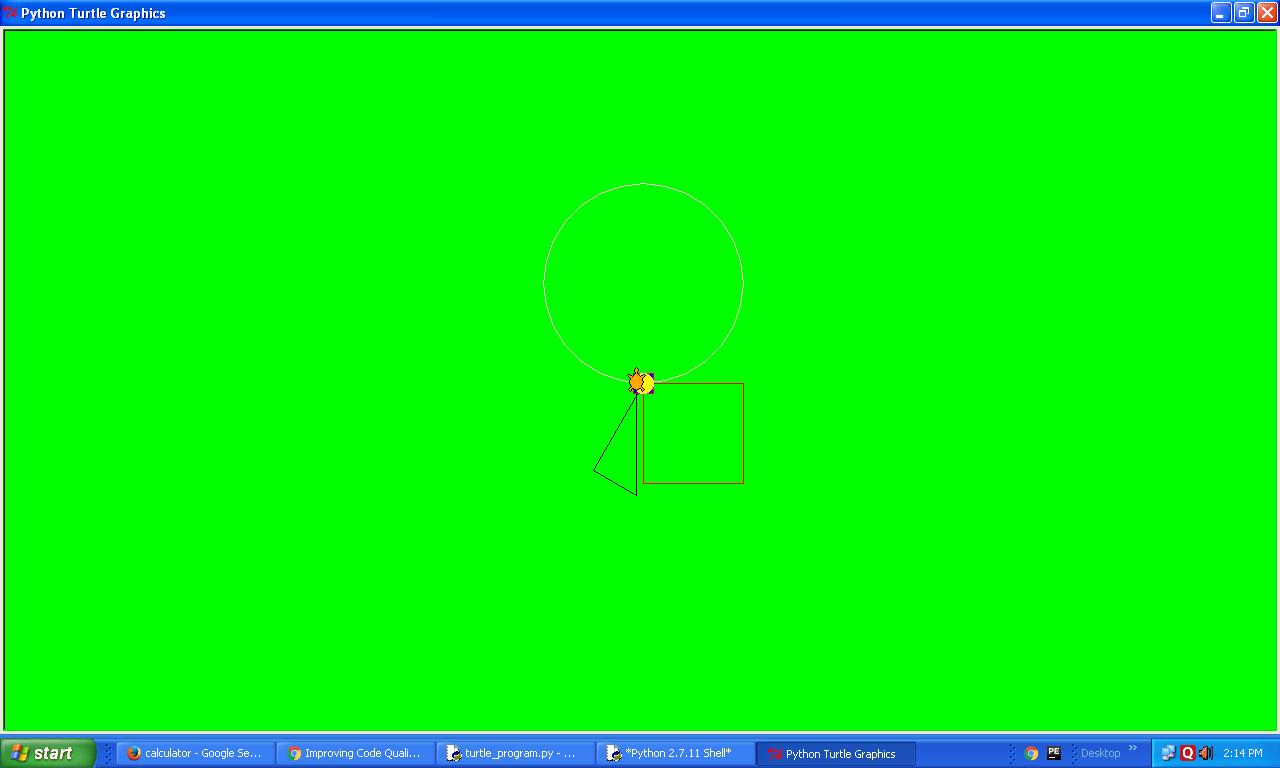 Python Turtle Graphics
start
calculator - Google Se...
Improving Code Quali...
turtle_program.py - ...
*Python 2.7.11 Shell*
Python Turtle Graphics
PE
Desktop
»
Q
2:14 PM